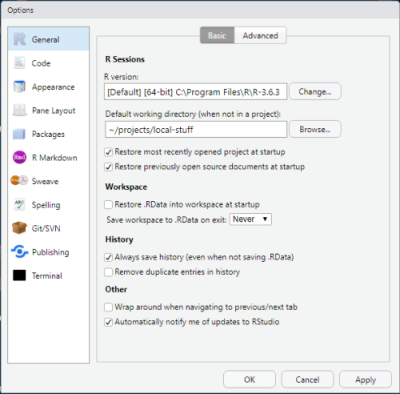 Options
General
Code
Appearance
Pane Layout
Packages
R Markdown
Sweave
Spelling
Git/SVN
Publishing
Terminal
Basic Advanced
R Sessions
R version:
[Default] [64-bit] C:\Program Files\R\R-3.6.3 Change...
Default working directory (when not in a project):
~/projects/local-stuff Browse...
Restore most recently opened project at startup
Restore previously open source documents at startup
Workspace
Restore .RData into workspace at startup
Save workspace to .RData on exit: Never
History
Always save history (even when not saving .RData)
Remove duplicate entries in history
Other
Wrap around when navigating to previous/next tab
Automatically notify me of updates to RStudio
OK Cancel Apply